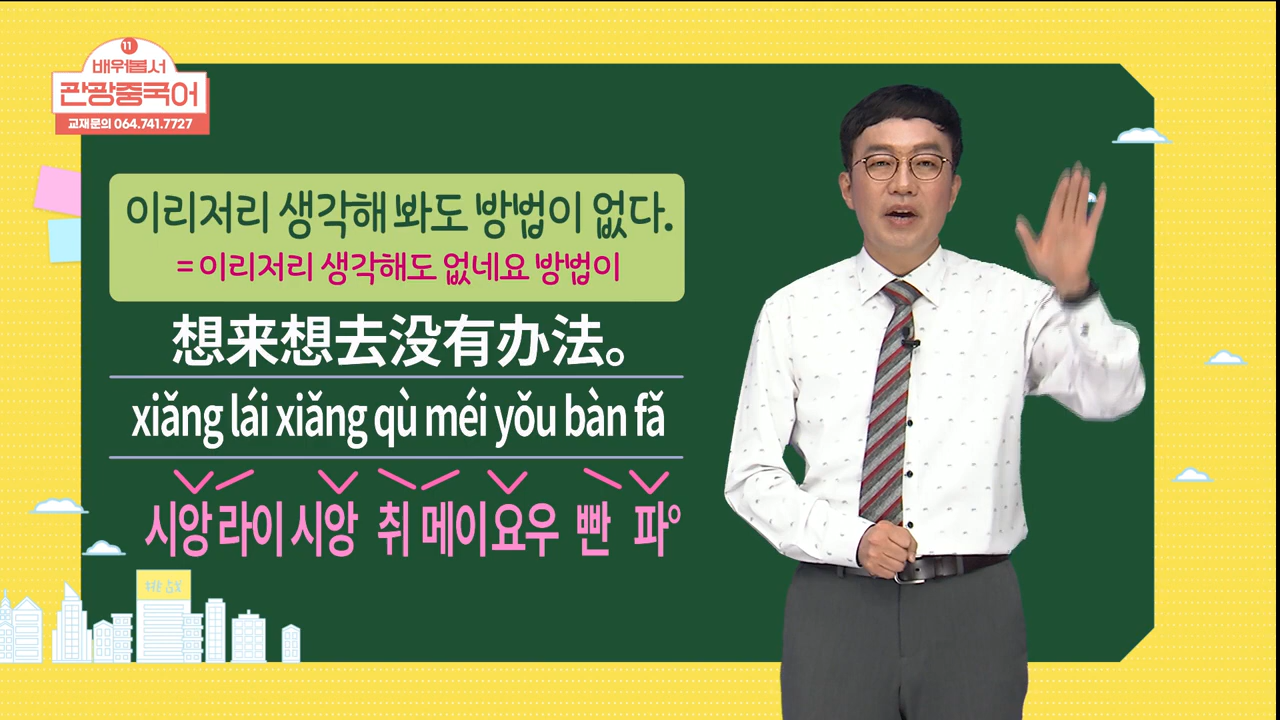 11
배워봅서
관광중국어
교재문의 064.741.7727
이리저리 생각해 봐도 방법이 없다.
= 이리저리 생각해도 없네요 방법이
想来想去没有办法。
xiǎng lái xiǎng qù méi yǒu bàn fǎ
시앙 라이 시앙 취 메이 요우 빤 파°